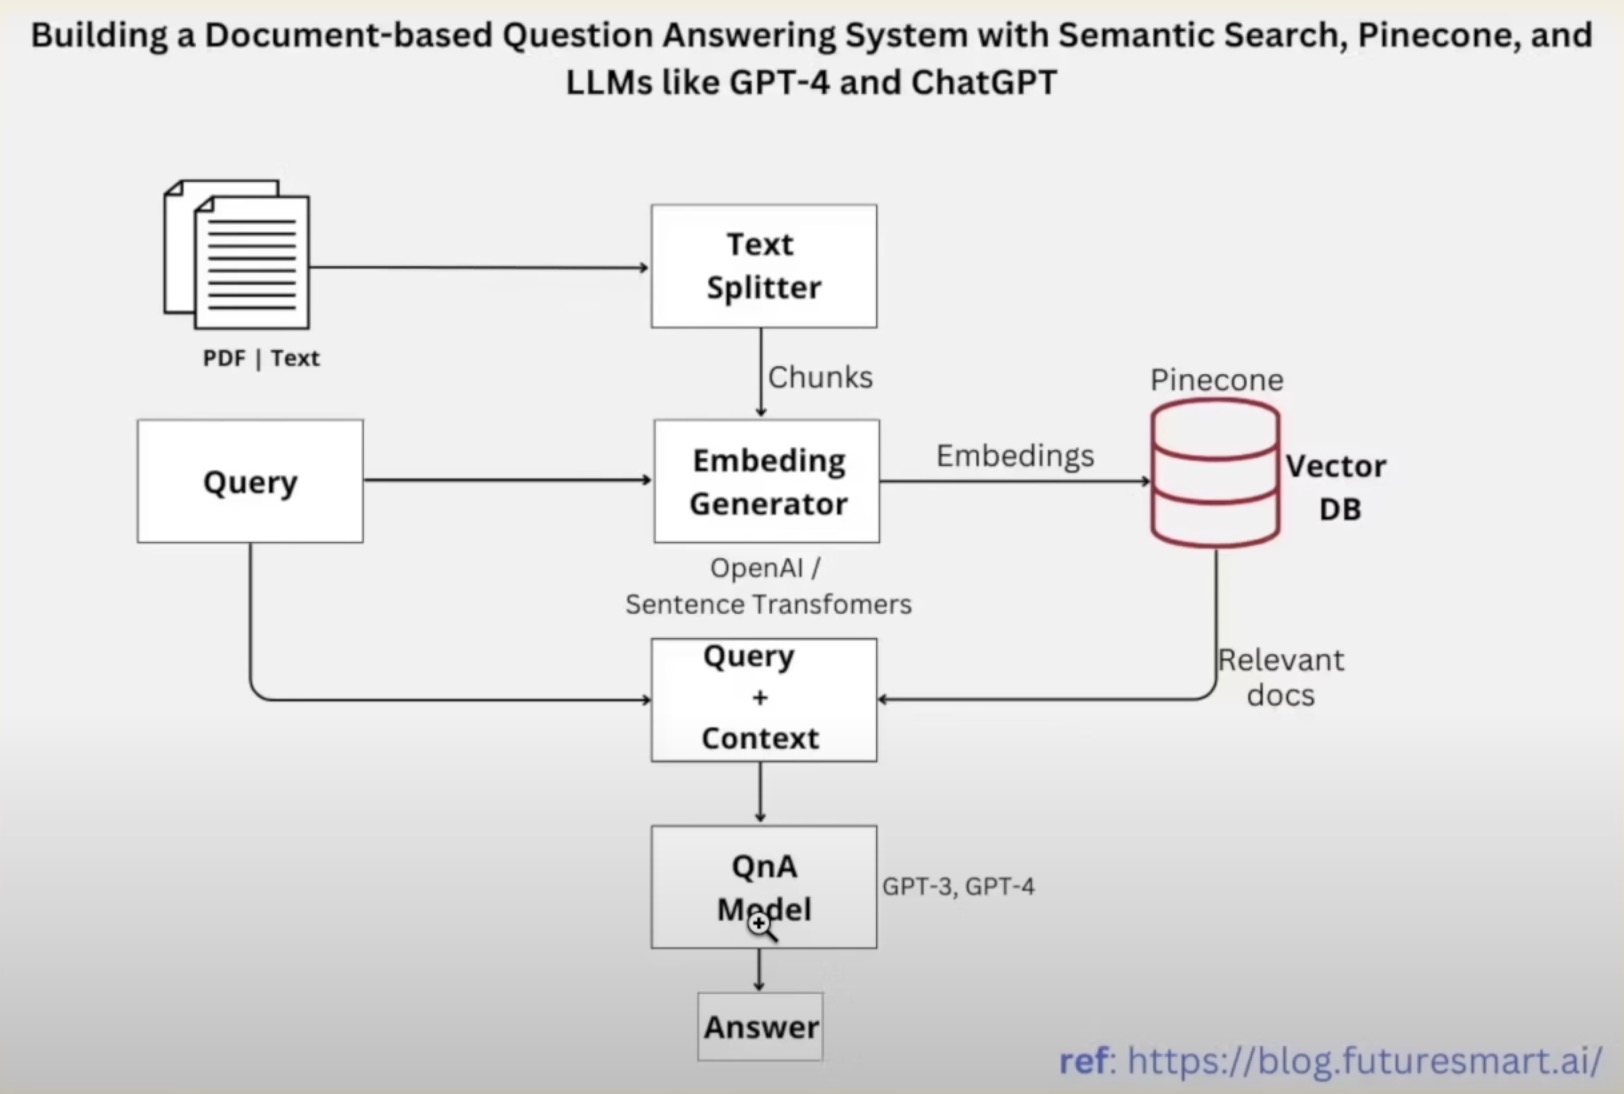 Building a Document-based Question Answering System with Semantic Search, Pinecone, and
LLMs like GPT-4 and ChatGPT
PDF | Text
Text
Splitter
Chunks
Query
Embeding
Generator
OpenAI /
Sentence Transfomers
Embedings
Pinecone
Vector
DB
Relevant
docs
Query
+
Context
QnA
Model
GPT-3, GPT-4
Answer
ref: https://blog.futuresmart.ai/